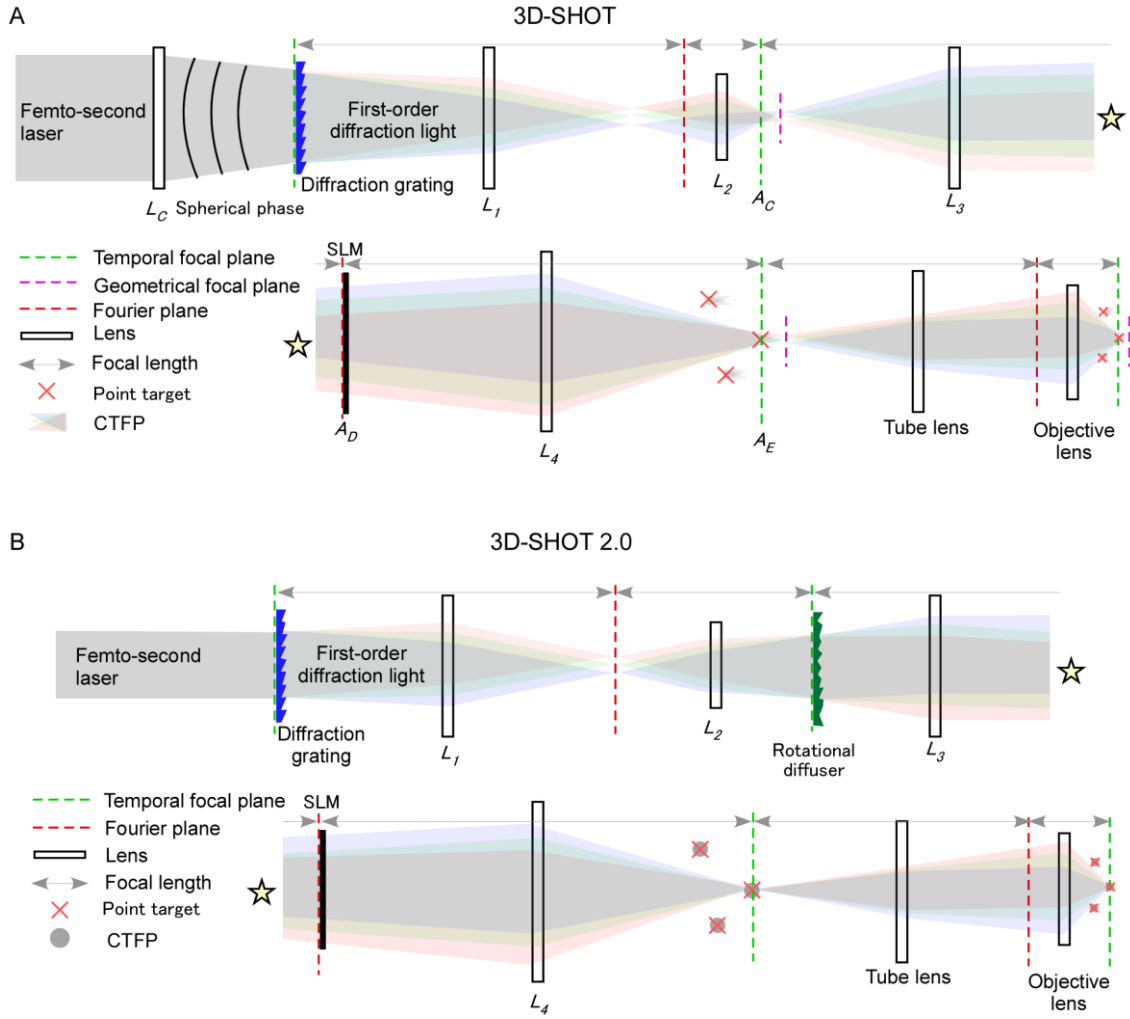 A
3D-SHOT
Femto-second
laser
First-order
diffraction light
Diffraction grating
L_C
Spherical phase
L_1
L_2
A_C
L_3
SLM
Temporal focal plane
Geometrical focal plane
Fourier plane
Lens
Focal length
Point target
CTFP
A_D
L_4
A_E
Tube lens
Objective
lens
B
3D-SHOT 2.0
Femto-second
laser
First-order
diffraction light
Diffraction
grating
L_1
L_2
Rotational
diffuser
L_3
SLM
Temporal focal plane
Fourier plane
Lens
Focal length
Point target
CTFP
L_4
Tube lens
Objective
lens